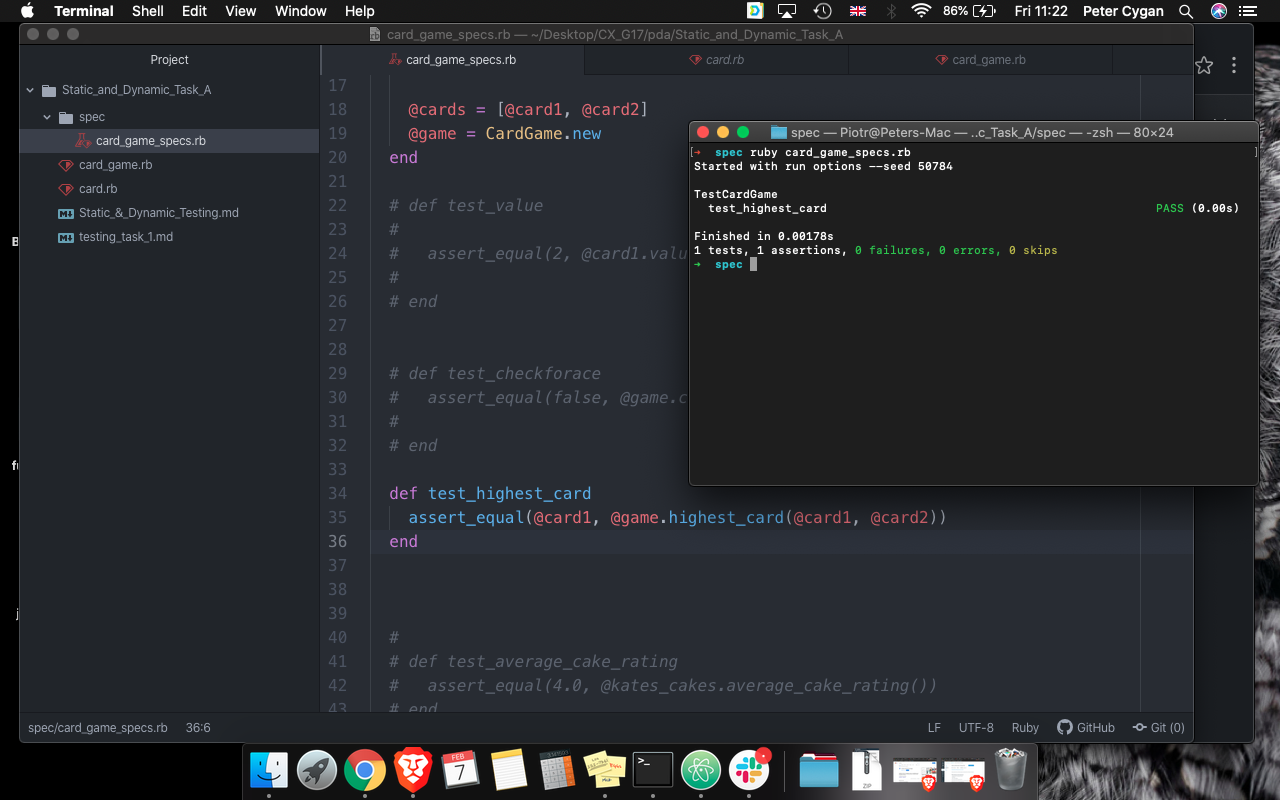 Terminal Shell Edit View Window Help 86% Fri 11:22 Peter Cygan
card_game_specs.rb — ~/Desktop/CX_G17/pda/Static_and_Dynamic_Task_A
Project
card_game_specs.rb card.rb card_game.rb
Static_and_Dynamic_Task_A
spec
card_game_specs.rb
card_game.rb
card.rb
Static_&_Dynamic_Testing.md
testing_task_1.md
17
18 @cards = [@card1, @card2]
19 @game = CardGame.new
20 end
21
22 # def test_value
23 #
24 # assert_equal(2, @card1.valu
25 #
26 # end
27
28
29 # def test_checkforace
30 # assert_equal(false, @game.c
31 #
32 # end
33
34 def test_highest_card
35 assert_equal(@card1, @game.highest_card(@card1, @card2))
36 end
37
38
39
40 #
41 # def test_average_cake_rating
42 # assert_equal(4.0, @kates_cakes.average_cake_rating())
43 # end
spec — Piotr@Peters-Mac — ..c_Task_A/spec — -zsh — 80×24
[➜ spec ruby card_game_specs.rb ]
Started with run options --seed 50784
TestCardGame
test_highest_card PASS (0.00s)
Finished in 0.00178s
1 tests, 1 assertions, 0 failures, 0 errors, 0 skips
➜ spec
spec/card_game_specs.rb 36:6 LF UTF-8 Ruby GitHub Git (0)
FEB
7
>_
ZIP